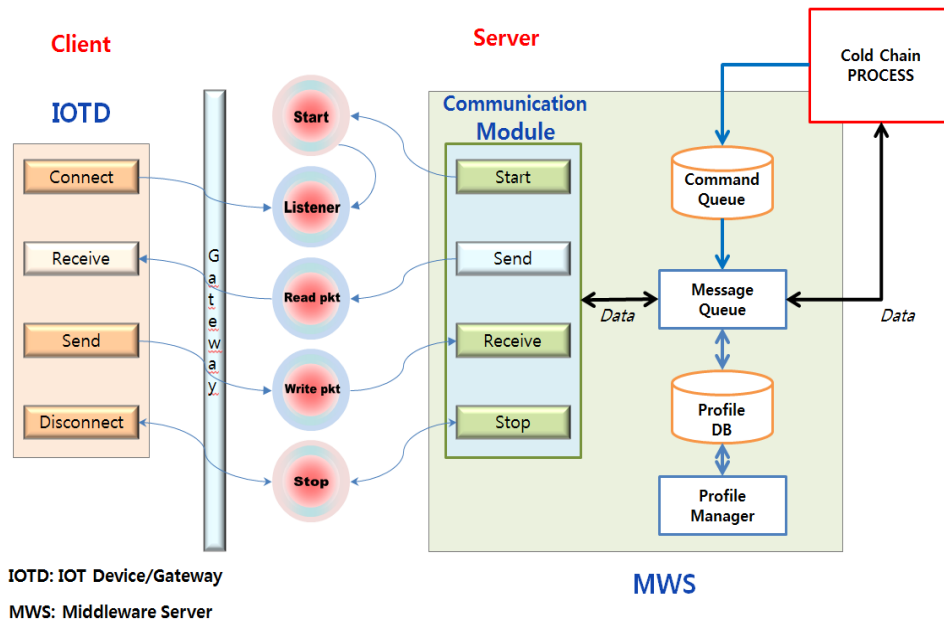 Client
Server
Cold Chain
PROCESS
IOTD
Communication
Module
Start
Connect
Start
Listener
Command
Queue
Receive
Gateway
Read pkt
Send
Message
Queue
Data
Data
Send
Write pkt
Receive
Disconnect
Stop
Stop
Profile
DB
Profile
Manager
IOTD: IOT Device/Gateway
MWS
MWS: Middleware Server